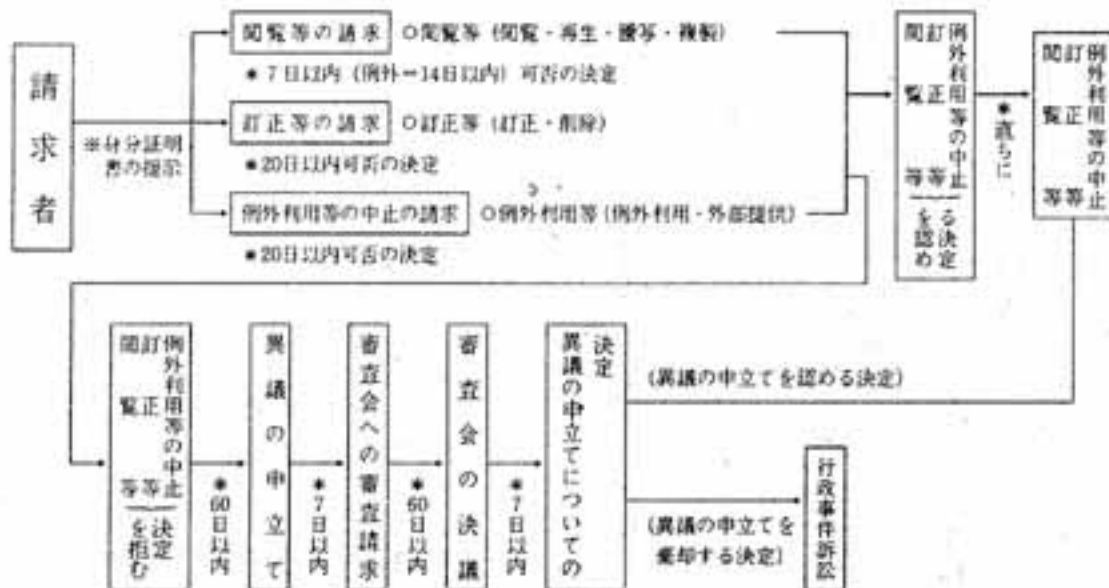 請求者
※身分証明
書の提示
閲覧等の請求 ○閲覧等(閲覧・再生・謄写・複製)
*7日以内(例外=14日以内)可否の決定
訂正等の請求 ○訂正等(訂正・削除)
*20日以内可否の決定
例外利用等の中止の請求 ○例外利用等(例外利用・外部提供)
*20日以内可否の決定
例外利用等の中止
訂正等
閲覧等
を認め
る決定
*直ちに
例外利用等の中止
訂正等
閲覧等
例外利用等の中止
訂正等
閲覧等
を拒む
決定
*60日以内
異議の申立て
*7日以内
審査会への審査請求
*60日以内
審査会の決議
*7日以内
異議の申立てについての
決定
(異議の申立てを認める決定)
(異議の申立てを
棄却する決定)
行政事件訴訟